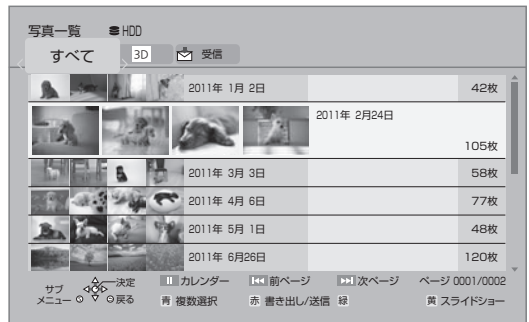 写真一覧 HDD
すべて 3D 受信
2011年 1月 2日 42枚
2011年 2月24日
105枚
2011年 3月 3日 58枚
2011年 4月 6日 77枚
2011年 5月 1日 48枚
2011年 6月26日 120枚
サブメニュー S 決定 戻る
カレンダー 前ページ 次ページ ページ 0001/0002
青 複数選択 赤 書き出し/送信 緑 黄 スライドショー